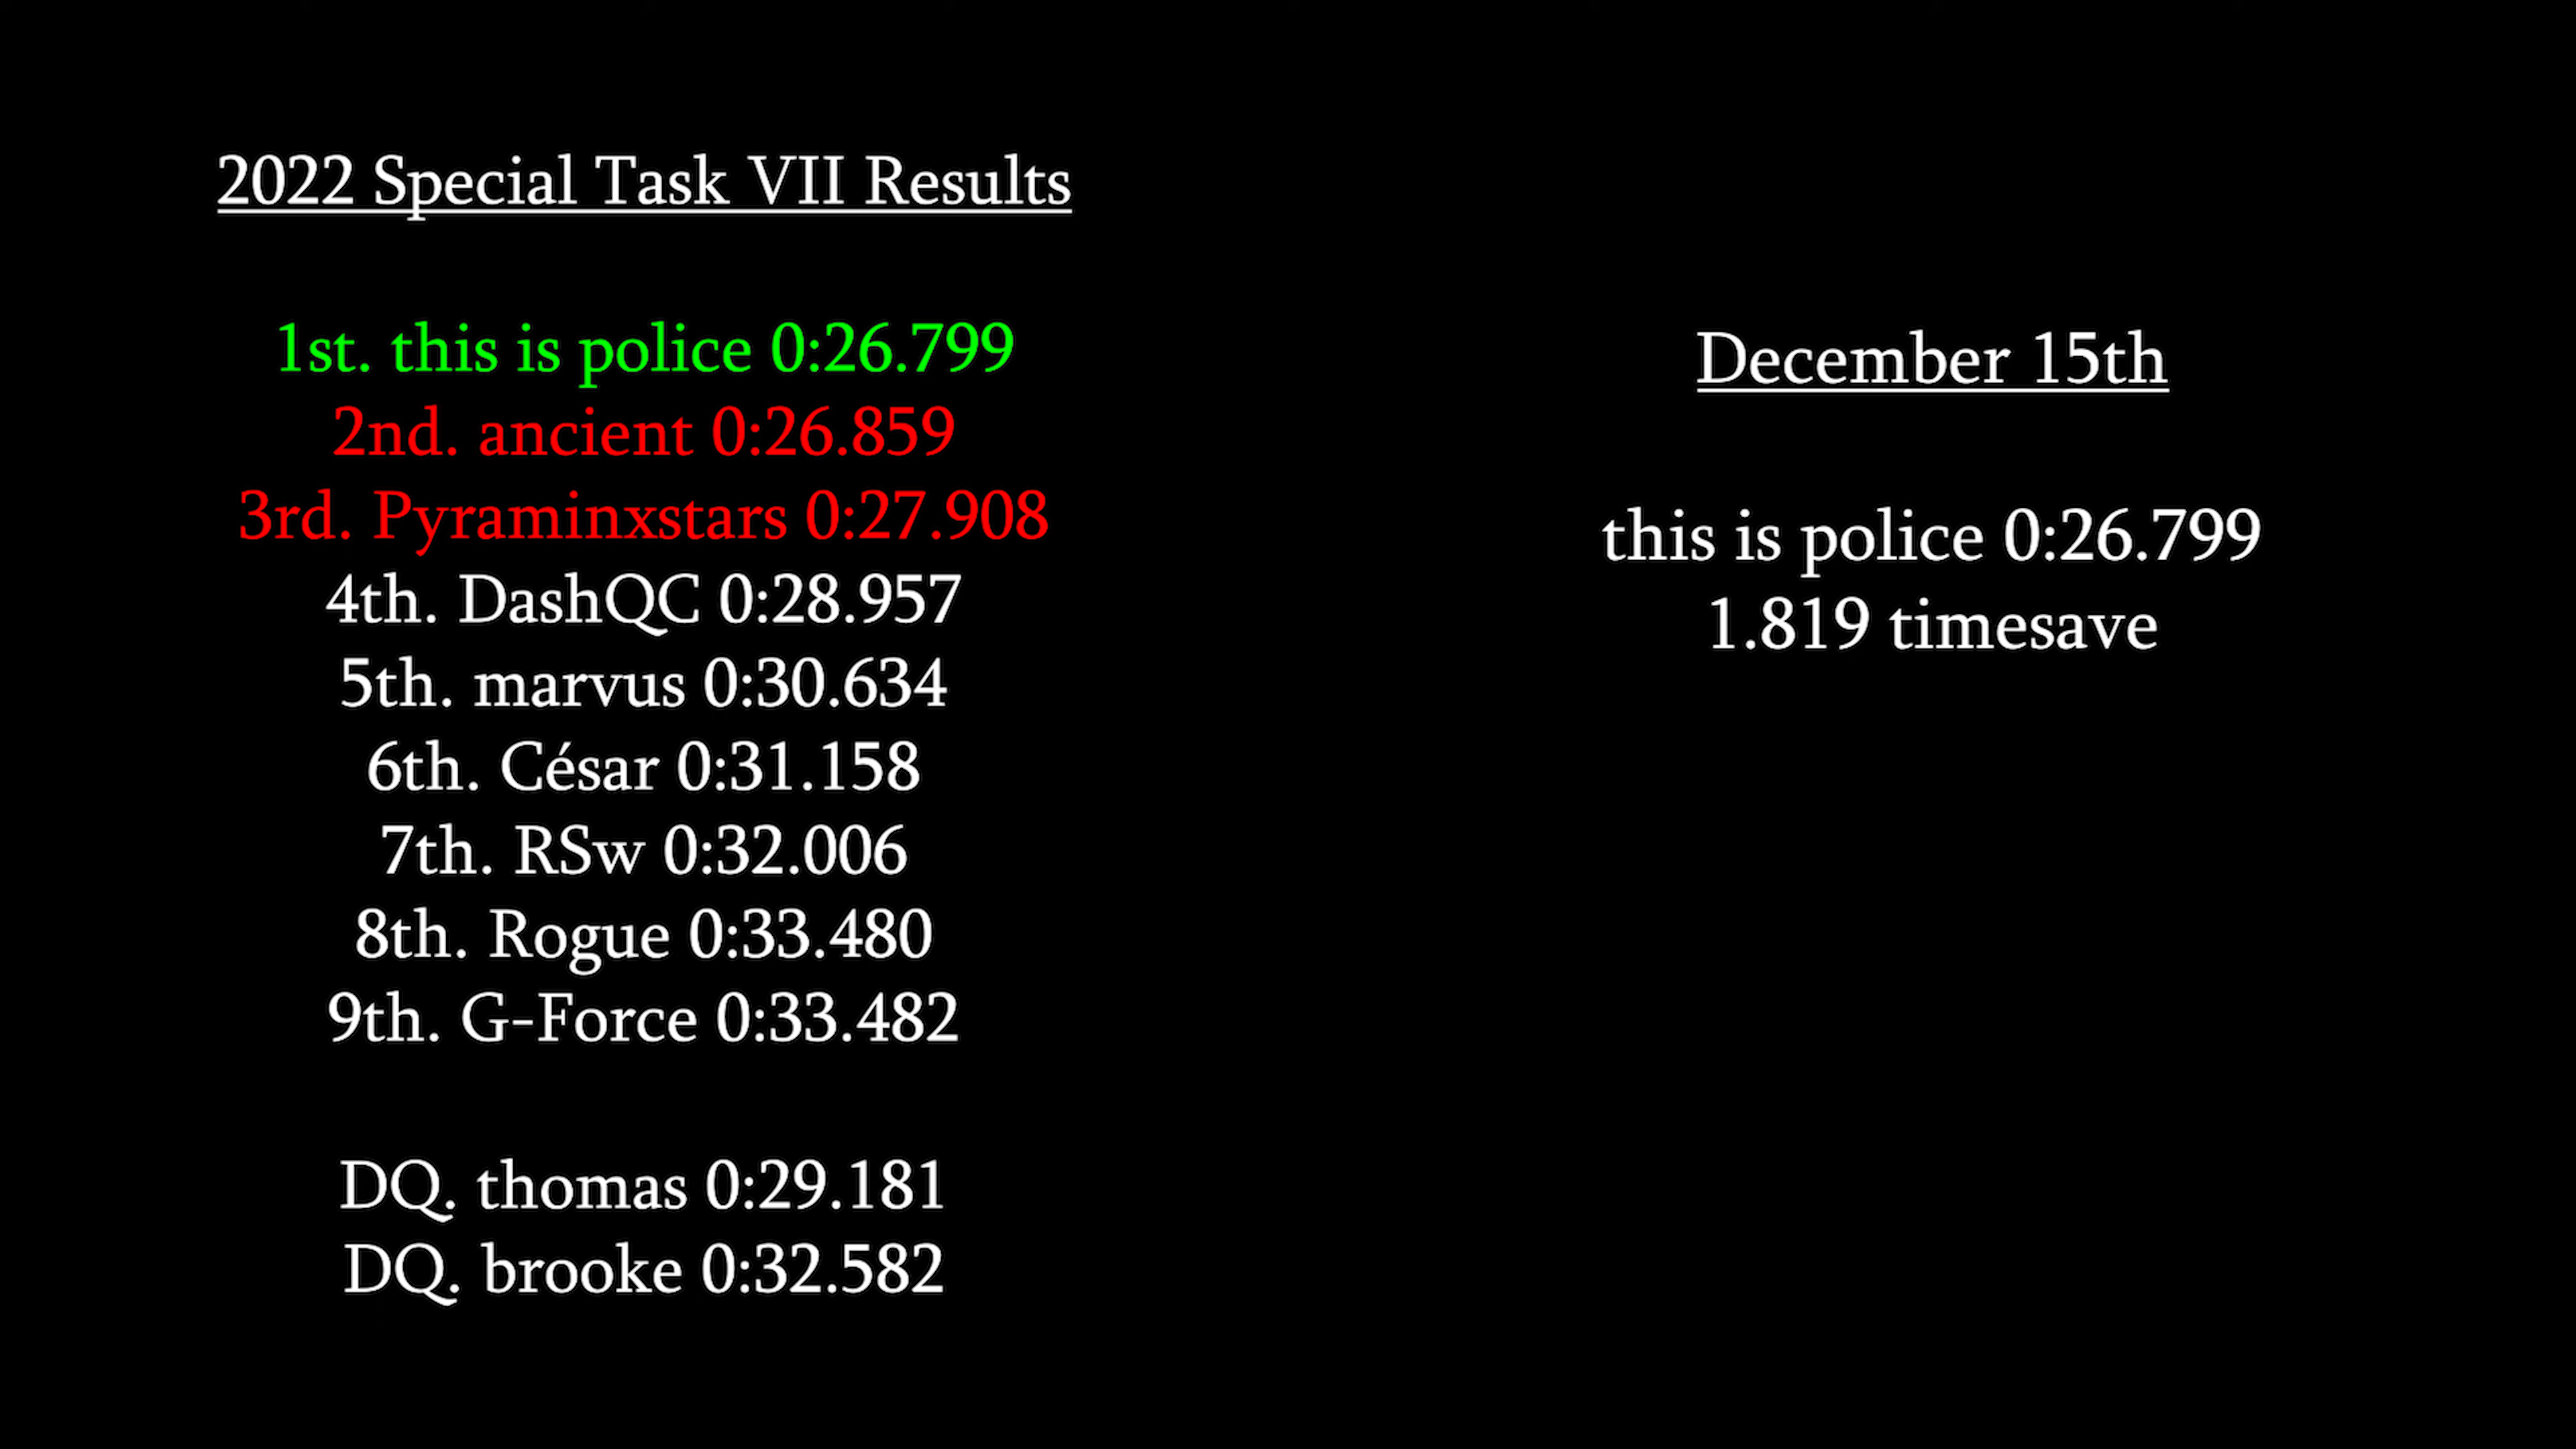 2022 Special Task VII Results
1st. this is police 0:26.799
2nd. ancient 0:26.859
3rd. Pyraminxstars 0:27.908
4th. DashQC 0:28.957
5th. marvus 0:30.634
6th. César 0:31.158
7th. RSw 0:32.006
8th. Rogue 0:33.480
9th. G-Force 0:33.482
DQ. thomas 0:29.181
DQ. brooke 0:32.582
December 15th
this is police 0:26.799
1.819 timesave